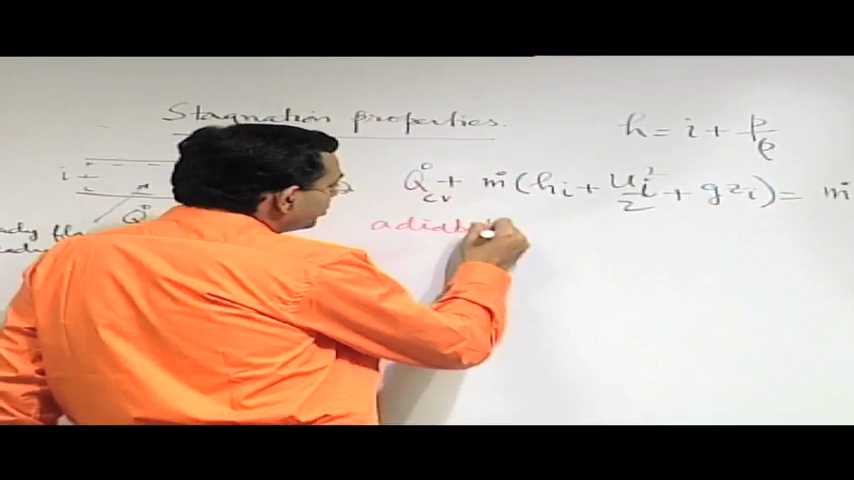 Stagnation properties.
h = i + p/ρ
Q̇cv + ṁ(hi + ui²/2 + gzi) = ṁ
i
Q̇
adiab